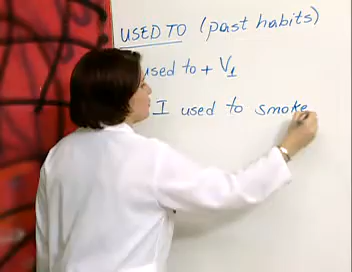 USED TO (past habits)
used to + V1
I used to smoke